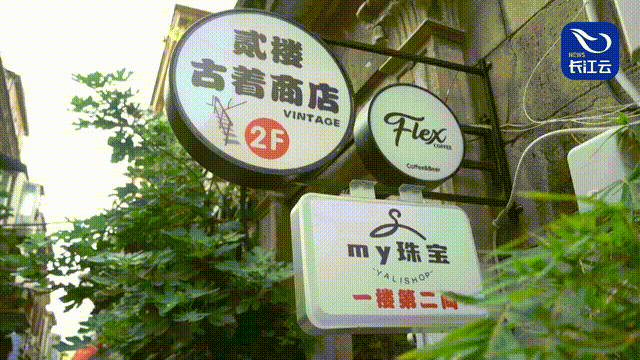 贰楼
古着商店
VINTAGE
2F
Flex
COFFEE
Coffee&Beer
my珠宝
YALISHOP
一楼第二间
NEWS
长江云